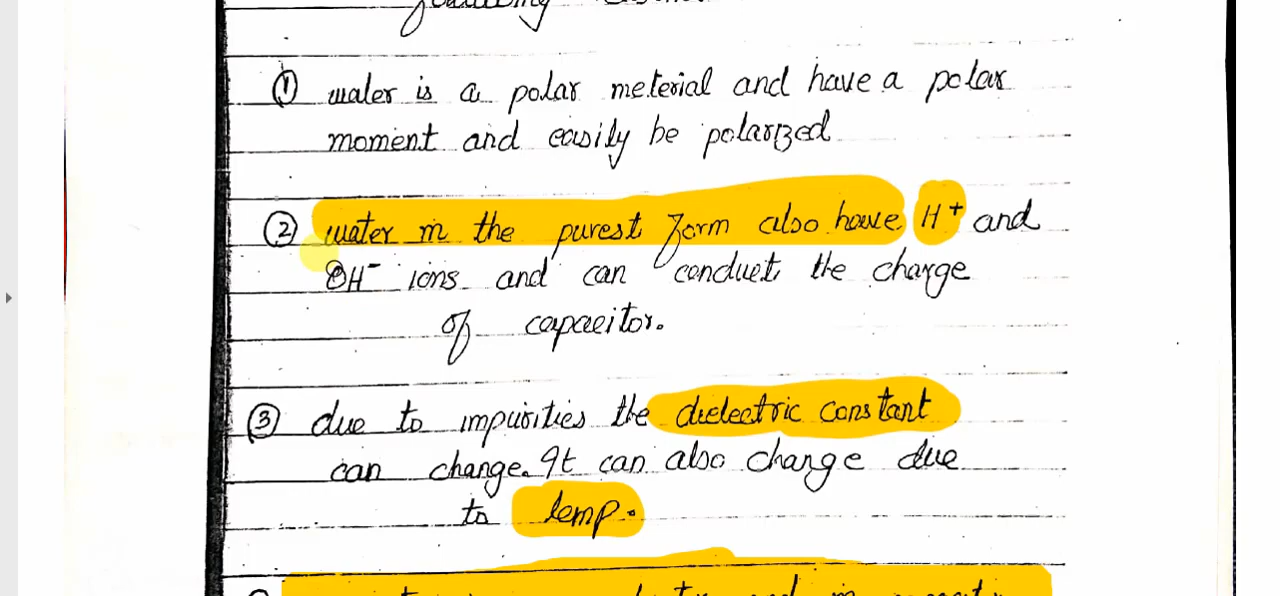 ① water is a polar meterial and have a polar
moment and easily be polarized
② water in the purest form also have H⁺ and
OH⁻ ions and can conduct the charge
of capacitor.
③ due to impurities the dielectric constant
can change. It can also change due
to temp.